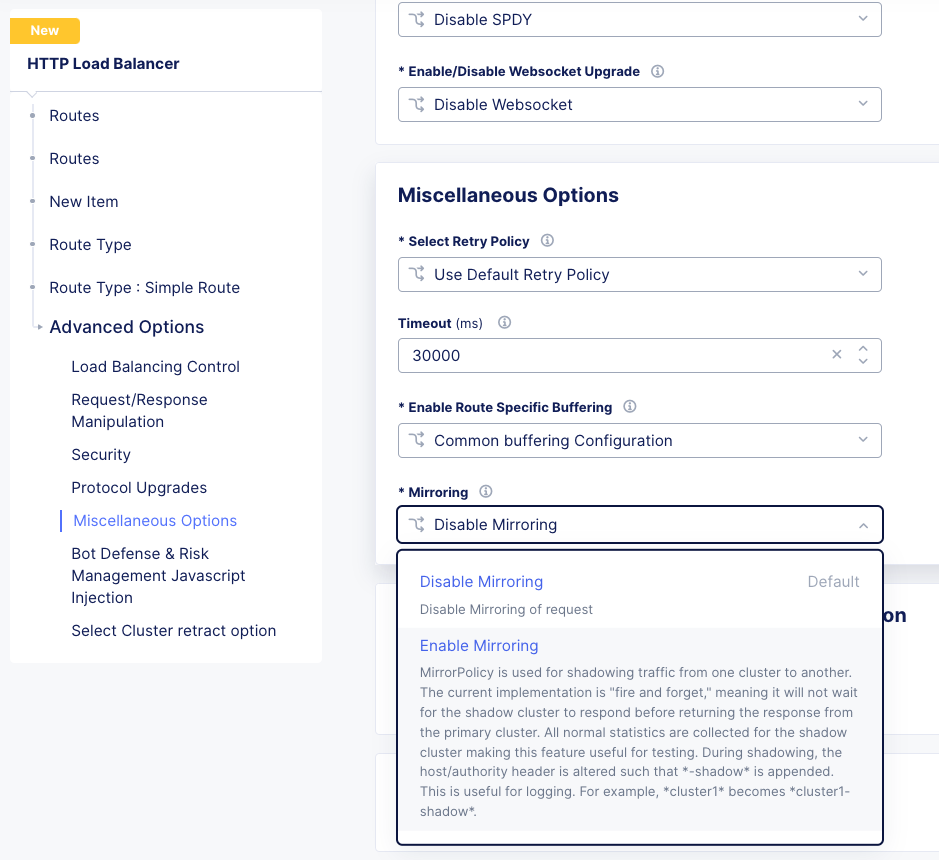 New
HTTP Load Balancer
Routes
Routes
New Item
Route Type
Route Type : Simple Route
Advanced Options
Load Balancing Control
Request/Response
Manipulation
Security
Protocol Upgrades
Miscellaneous Options
Bot Defense & Risk
Management Javascript
Injection
Select Cluster retract option
Disable SPDY
* Enable/Disable Websocket Upgrade
Disable Websocket
Miscellaneous Options
* Select Retry Policy
Use Default Retry Policy
Timeout (ms)
30000
* Enable Route Specific Buffering
Common buffering Configuration
* Mirroring
Disable Mirroring
Disable Mirroring Default
Disable Mirroring of request
Enable Mirroring
MirrorPolicy is used for shadowing traffic from one cluster to another.
The current implementation is "fire and forget," meaning it will not wait
for the shadow cluster to respond before returning the response from
the primary cluster. All normal statistics are collected for the shadow
cluster making this feature useful for testing. During shadowing, the
host/authority header is altered such that *-shadow* is appended.
This is useful for logging. For example, *cluster1* becomes *cluster1-
shadow*.
on